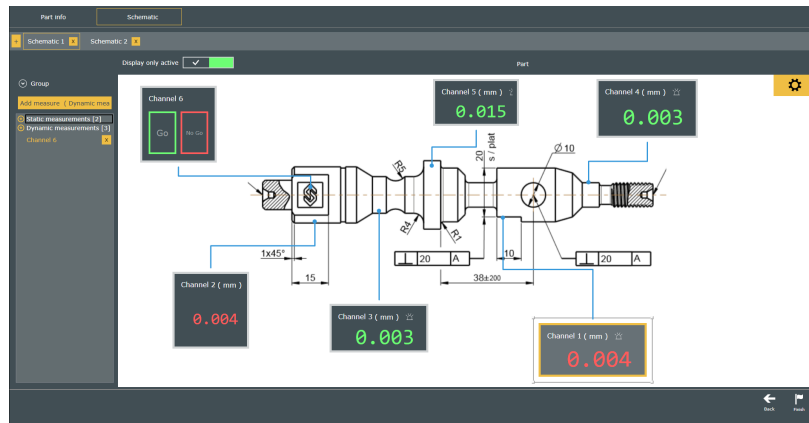 Part Info
Schematic
+
Schematic 1 x
Schematic 2 x
Display only active
Part
Group
Add measure ( Dynamic mea
Static measurements [2]
Dynamic measurements [3]
Channel 6
x
Channel 6
Go
No Go
Channel 5 ( mm )
0.015
Channel 4 ( mm )
0.003
R5
20
s / plat
Ø 10
R4
R1
1x45°
15
20 A
10
38±200
20 A
Channel 2 ( mm )
0.004
Channel 3 ( mm )
0.003
Channel 1 ( mm )
0.004
Back
Finish